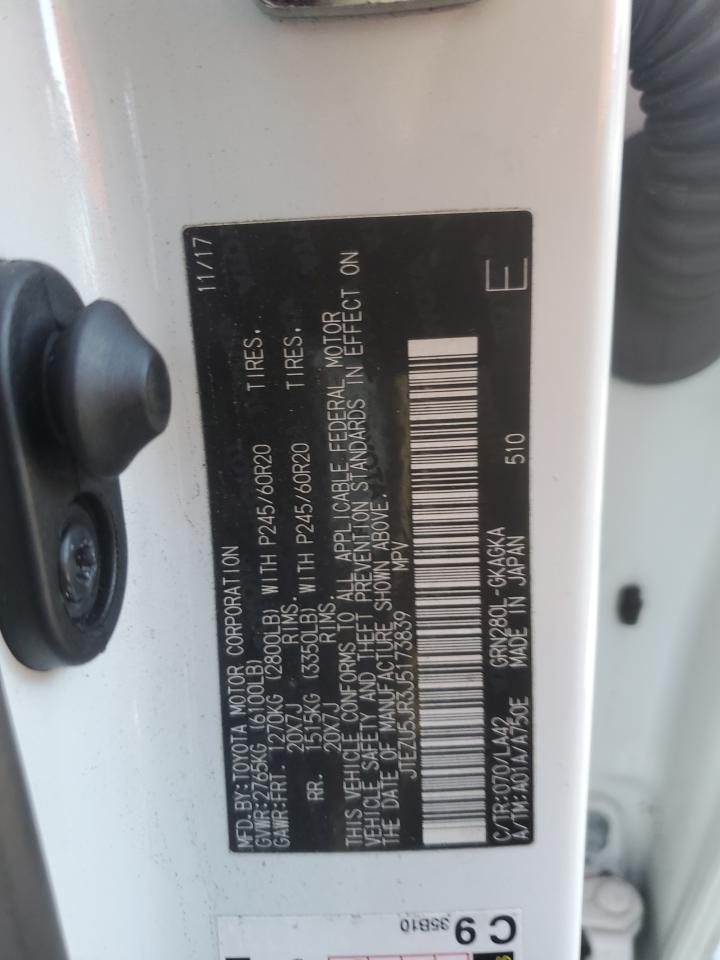 MFD.BY:TOYOTA MOTOR CORPORATION 11/17
GVWR:2765KG (6100LB)
GAWR:FRT. 1270KG (2800LB) WITH P245/60R20 TIRES.
20X7J RIMS.
RR. 1515KG (3350LB) WITH P245/60R20 TIRES.
20X7J RIMS.
THIS VEHICLE CONFORMS TO ALL APPLICABLE FEDERAL MOTOR
VEHICLE SAFETY AND THEFT PREVENTION STANDARDS IN EFFECT ON
THE DATE OF MANUFACTURE SHOWN ABOVE.
JTEZU5JR3J5173839 MPV
C/TR:070/LA42 GRN280L-GKAGKA E
A/TM:A01A/A750E MADE IN JAPAN 510
C 9
35B10